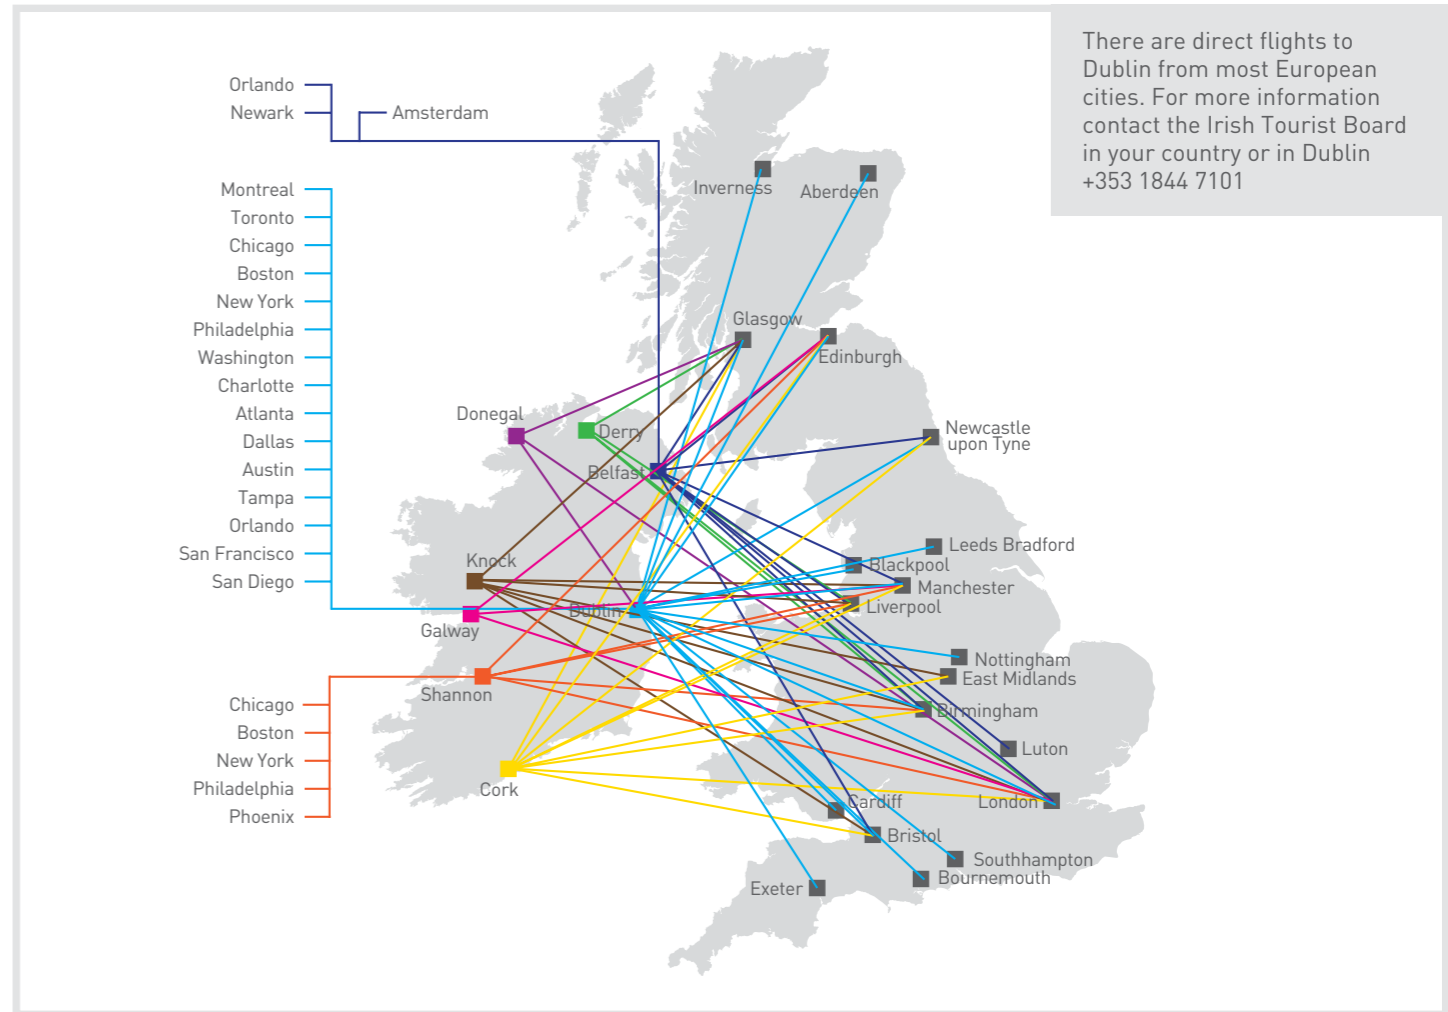 There are direct flights to
Dublin from most European
cities. For more information
contact the Irish Tourist Board
in your country or in Dublin
+353 1844 7101
Orlando
Newark
Amsterdam
Montreal
Toronto
Chicago
Boston
New York
Philadelphia
Washington
Charlotte
Atlanta
Dallas
Austin
Tampa
Orlando
San Francisco
San Diego
Chicago
Boston
New York
Philadelphia
Phoenix
Inverness
Aberdeen
Glasgow
Edinburgh
Donegal
Derry
Belfast
Newcastle
upon Tyne
Knock
Leeds Bradford
Blackpool
Manchester
Dublin
Liverpool
Galway
Nottingham
Shannon
East Midlands
Birmingham
Luton
Cork
Cardiff
London
Bristol
Southhampton
Bournemouth
Exeter